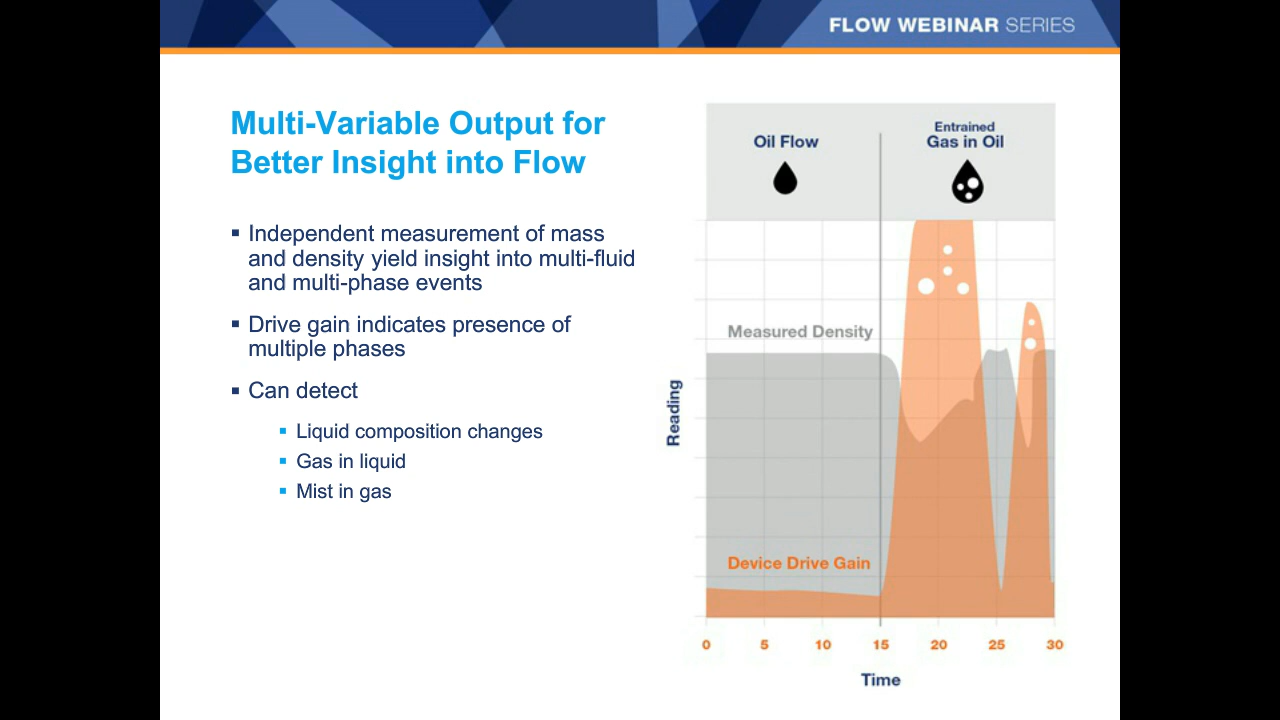 FLOW WEBINAR SERIES
Multi-Variable Output for
Better Insight into Flow
▪ Independent measurement of mass
and density yield insight into multi-fluid
and multi-phase events
▪ Drive gain indicates presence of
multiple phases
▪ Can detect
▪ Liquid composition changes
▪ Gas in liquid
▪ Mist in gas
Oil Flow
Entrained
Gas in Oil
Measured Density
Reading
Device Drive Gain
0 5 10 15 20 25 30
Time